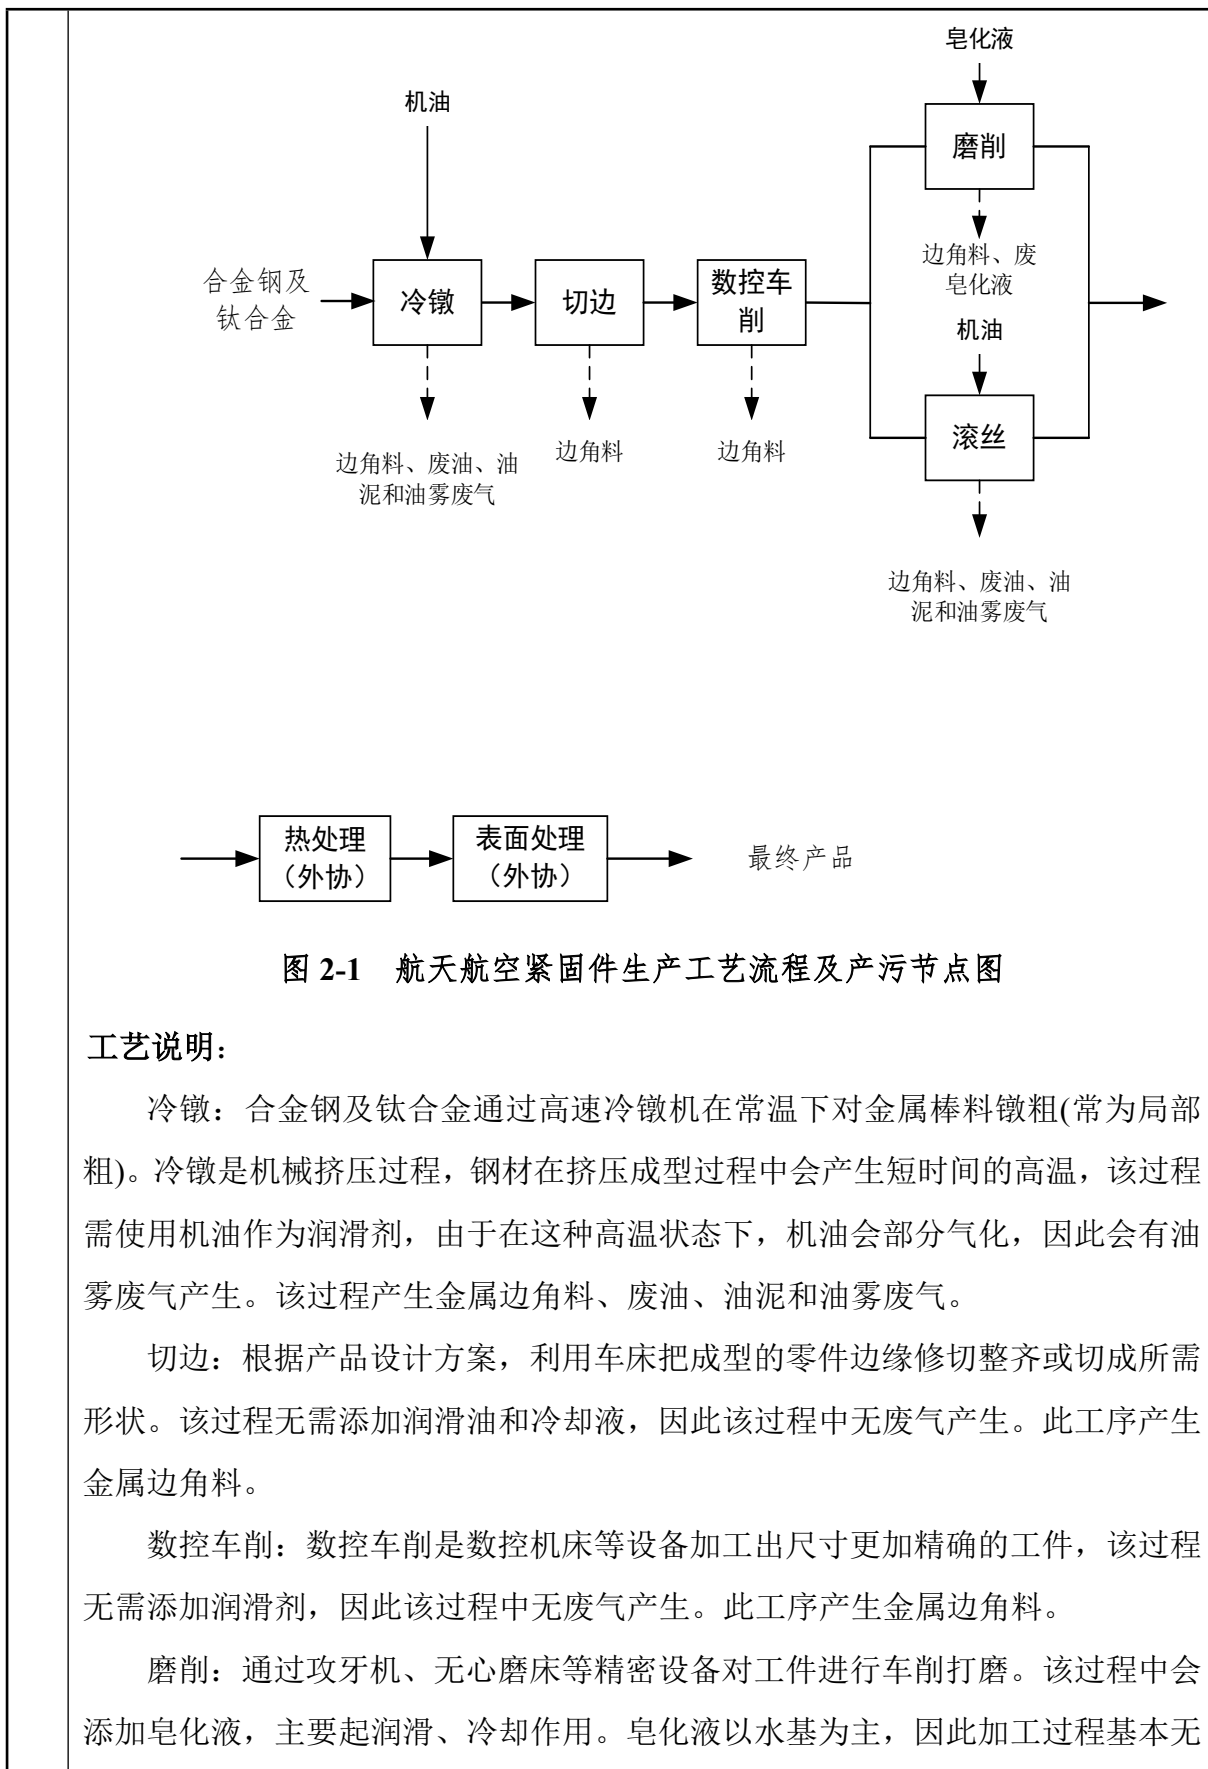 皂化液
机油
磨削
边角料、废
皂化液
合金钢及
钛合金
冷镦
切边
数控车
削
机油
滚丝
边角料、废油、油
泥和油雾废气
边角料
边角料
边角料、废油、油
泥和油雾废气
热处理
（外协）
表面处理
（外协）
最终产品
图 2-1 航天航空紧固件生产工艺流程及产污节点图
工艺说明：
冷镦：合金钢及钛合金通过高速冷镦机在常温下对金属棒料镦粗(常为局部
粗)。冷镦是机械挤压过程，钢材在挤压成型过程中会产生短时间的高温，该过程
需使用机油作为润滑剂，由于在这种高温状态下，机油会部分气化，因此会有油
雾废气产生。该过程产生金属边角料、废油、油泥和油雾废气。
切边：根据产品设计方案，利用车床把成型的零件边缘修切整齐或切成所需
形状。该过程无需添加润滑油和冷却液，因此该过程中无废气产生。此工序产生
金属边角料。
数控车削：数控车削是数控机床等设备加工出尺寸更加精确的工件，该过程
无需添加润滑剂，因此该过程中无废气产生。此工序产生金属边角料。
磨削：通过攻牙机、无心磨床等精密设备对工件进行车削打磨。该过程中会
添加皂化液，主要起润滑、冷却作用。皂化液以水基为主，因此加工过程基本无